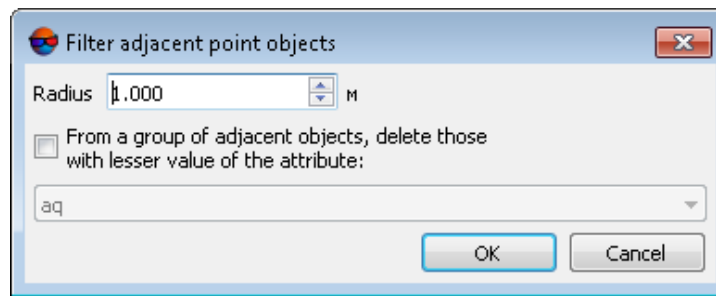 Filter adjacent point objects
Radius 1.000 м
From a group of adjacent objects, delete those
with lesser value of the attribute:
aq
OK Cancel